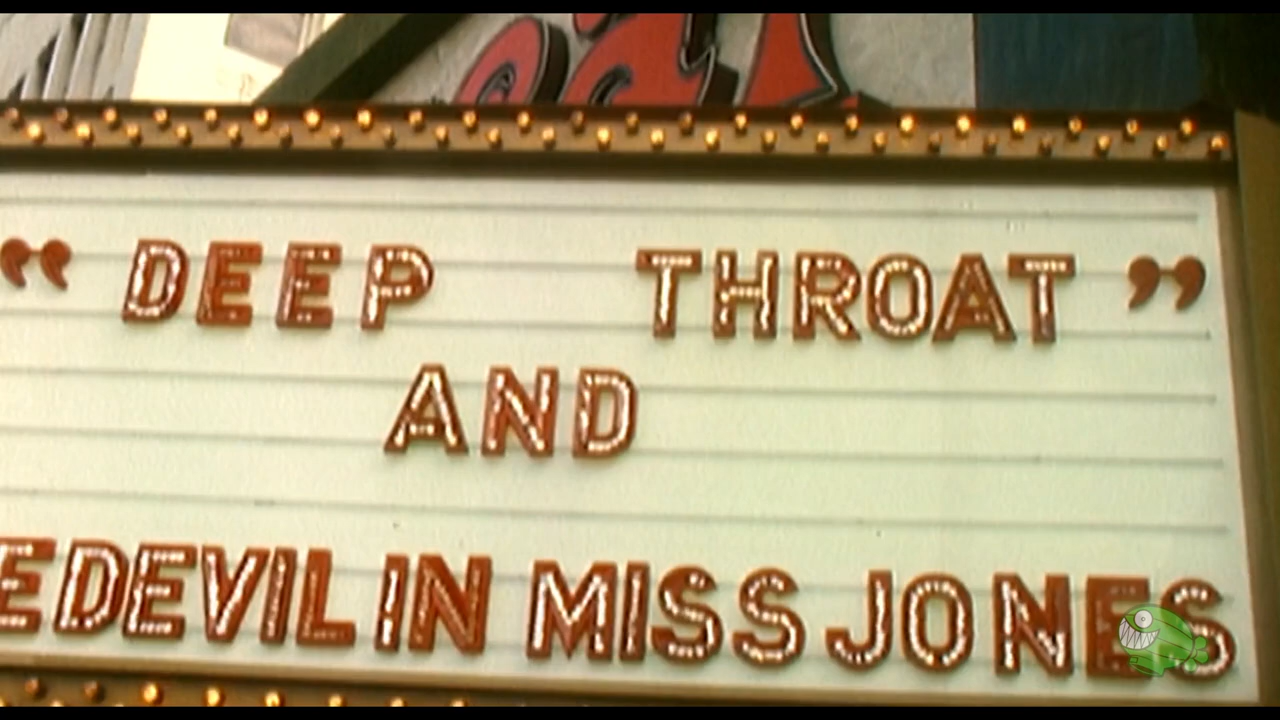 “DEEP THROAT”
AND
E DEVIL IN MISS JONES